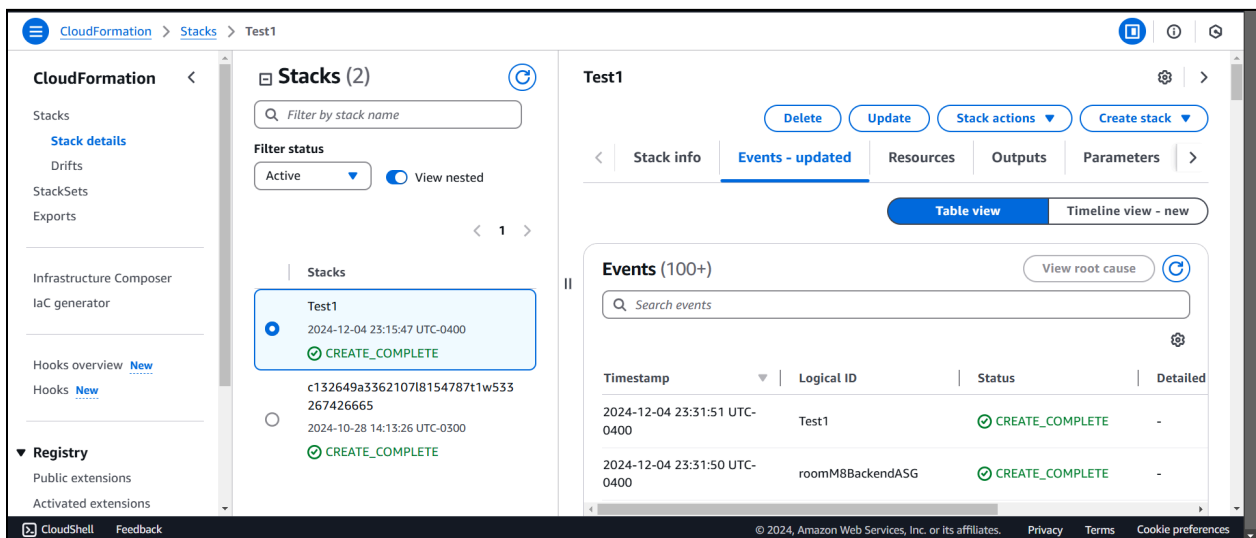 CloudFormation > Stacks > Test1
CloudFormation
Stacks
Stack details
Drifts
StackSets
Exports
Infrastructure Composer
IaC generator
Hooks overview New
Hooks New
Registry
Public extensions
Activated extensions
Stacks (2)
Filter by stack name
Filter status
Active
View nested
1
Stacks
Test1
2024-12-04 23:15:47 UTC-0400
CREATE_COMPLETE
c132649a3362107l8154787t1w533
267426665
2024-10-28 14:13:26 UTC-0300
CREATE_COMPLETE
Test1
Delete Update Stack actions Create stack
Stack info Events - updated Resources Outputs Parameters
Table view Timeline view - new
Events (100+) View root cause
Search events
Timestamp Logical ID Status Detailed
2024-12-04 23:31:51 UTC-
0400
Test1 CREATE_COMPLETE -
2024-12-04 23:31:50 UTC-
0400
roomM8BackendASG CREATE_COMPLETE -
CloudShell Feedback © 2024, Amazon Web Services, Inc. or its affiliates. Privacy Terms Cookie preferences